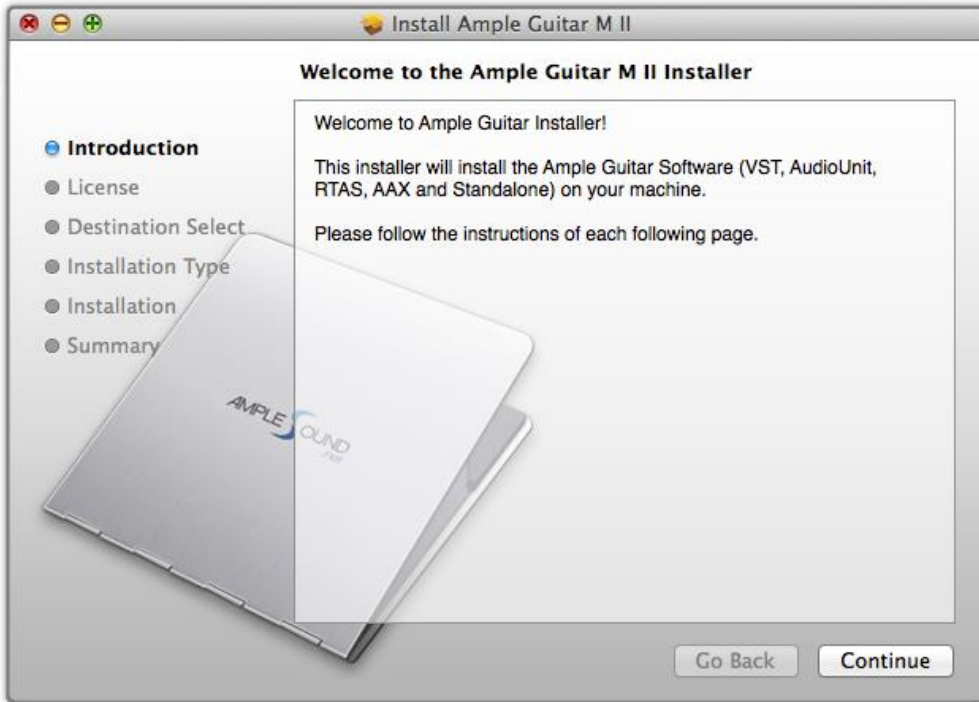 Install Ample Guitar M II
Welcome to the Ample Guitar M II Installer
Introduction
License
Destination Select
Installation Type
Installation
Summary
Welcome to Ample Guitar Installer!
This installer will install the Ample Guitar Software (VST, AudioUnit,
RTAS, AAX and Standalone) on your machine.
Please follow the instructions of each following page.
AMPLE SOUND
.net
Go Back
Continue